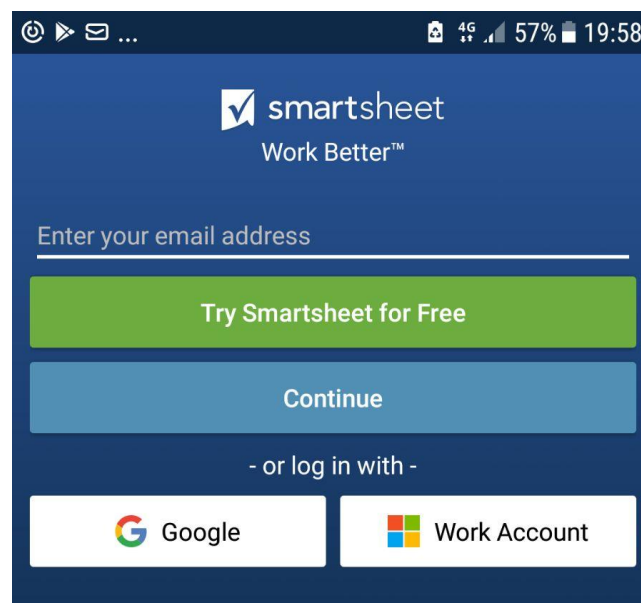 ... 4G 57% 19:58
smartsheet
Work Better™
Enter your email address
Try Smartsheet for Free
Continue
- or log in with -
Google Work Account